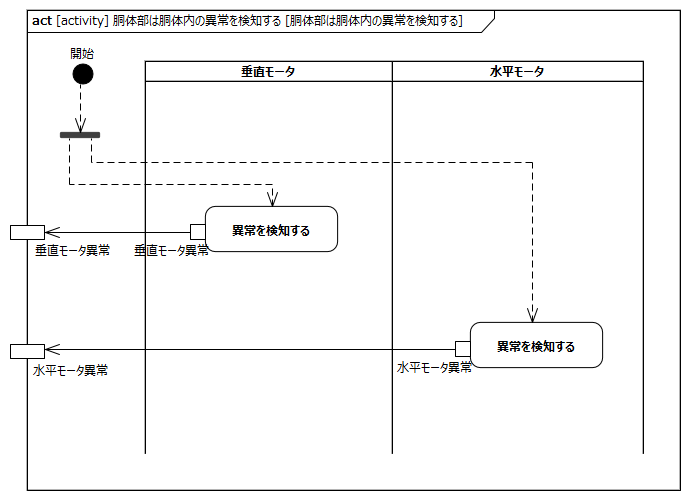 act [activity] 胴体部は胴体内の異常を検知する [胴体部は胴体内の異常を検知する]
開始
垂直モータ
水平モータ
異常を検知する
垂直モータ異常
垂直モータ異常
異常を検知する
水平モータ異常
水平モータ異常